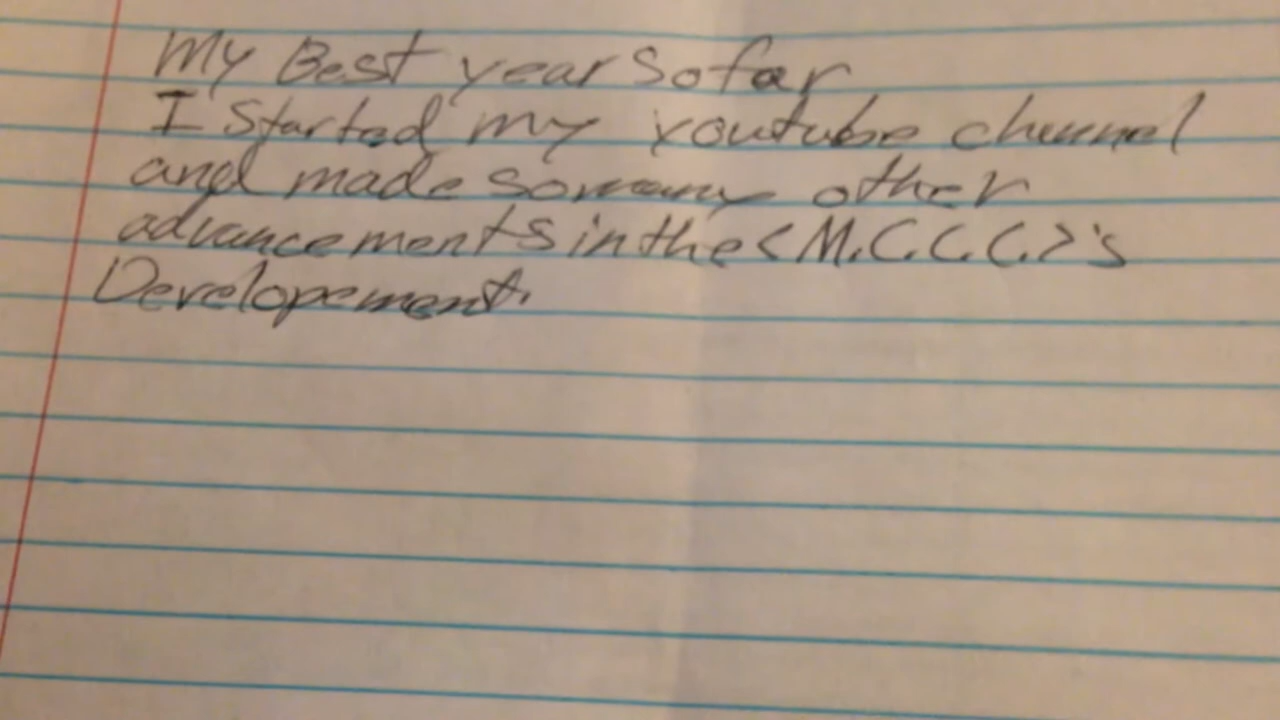 My Best year so far
I Started my youtube channel
and made so many other
advancements in the <M.C.C.C.>'s
Developement.